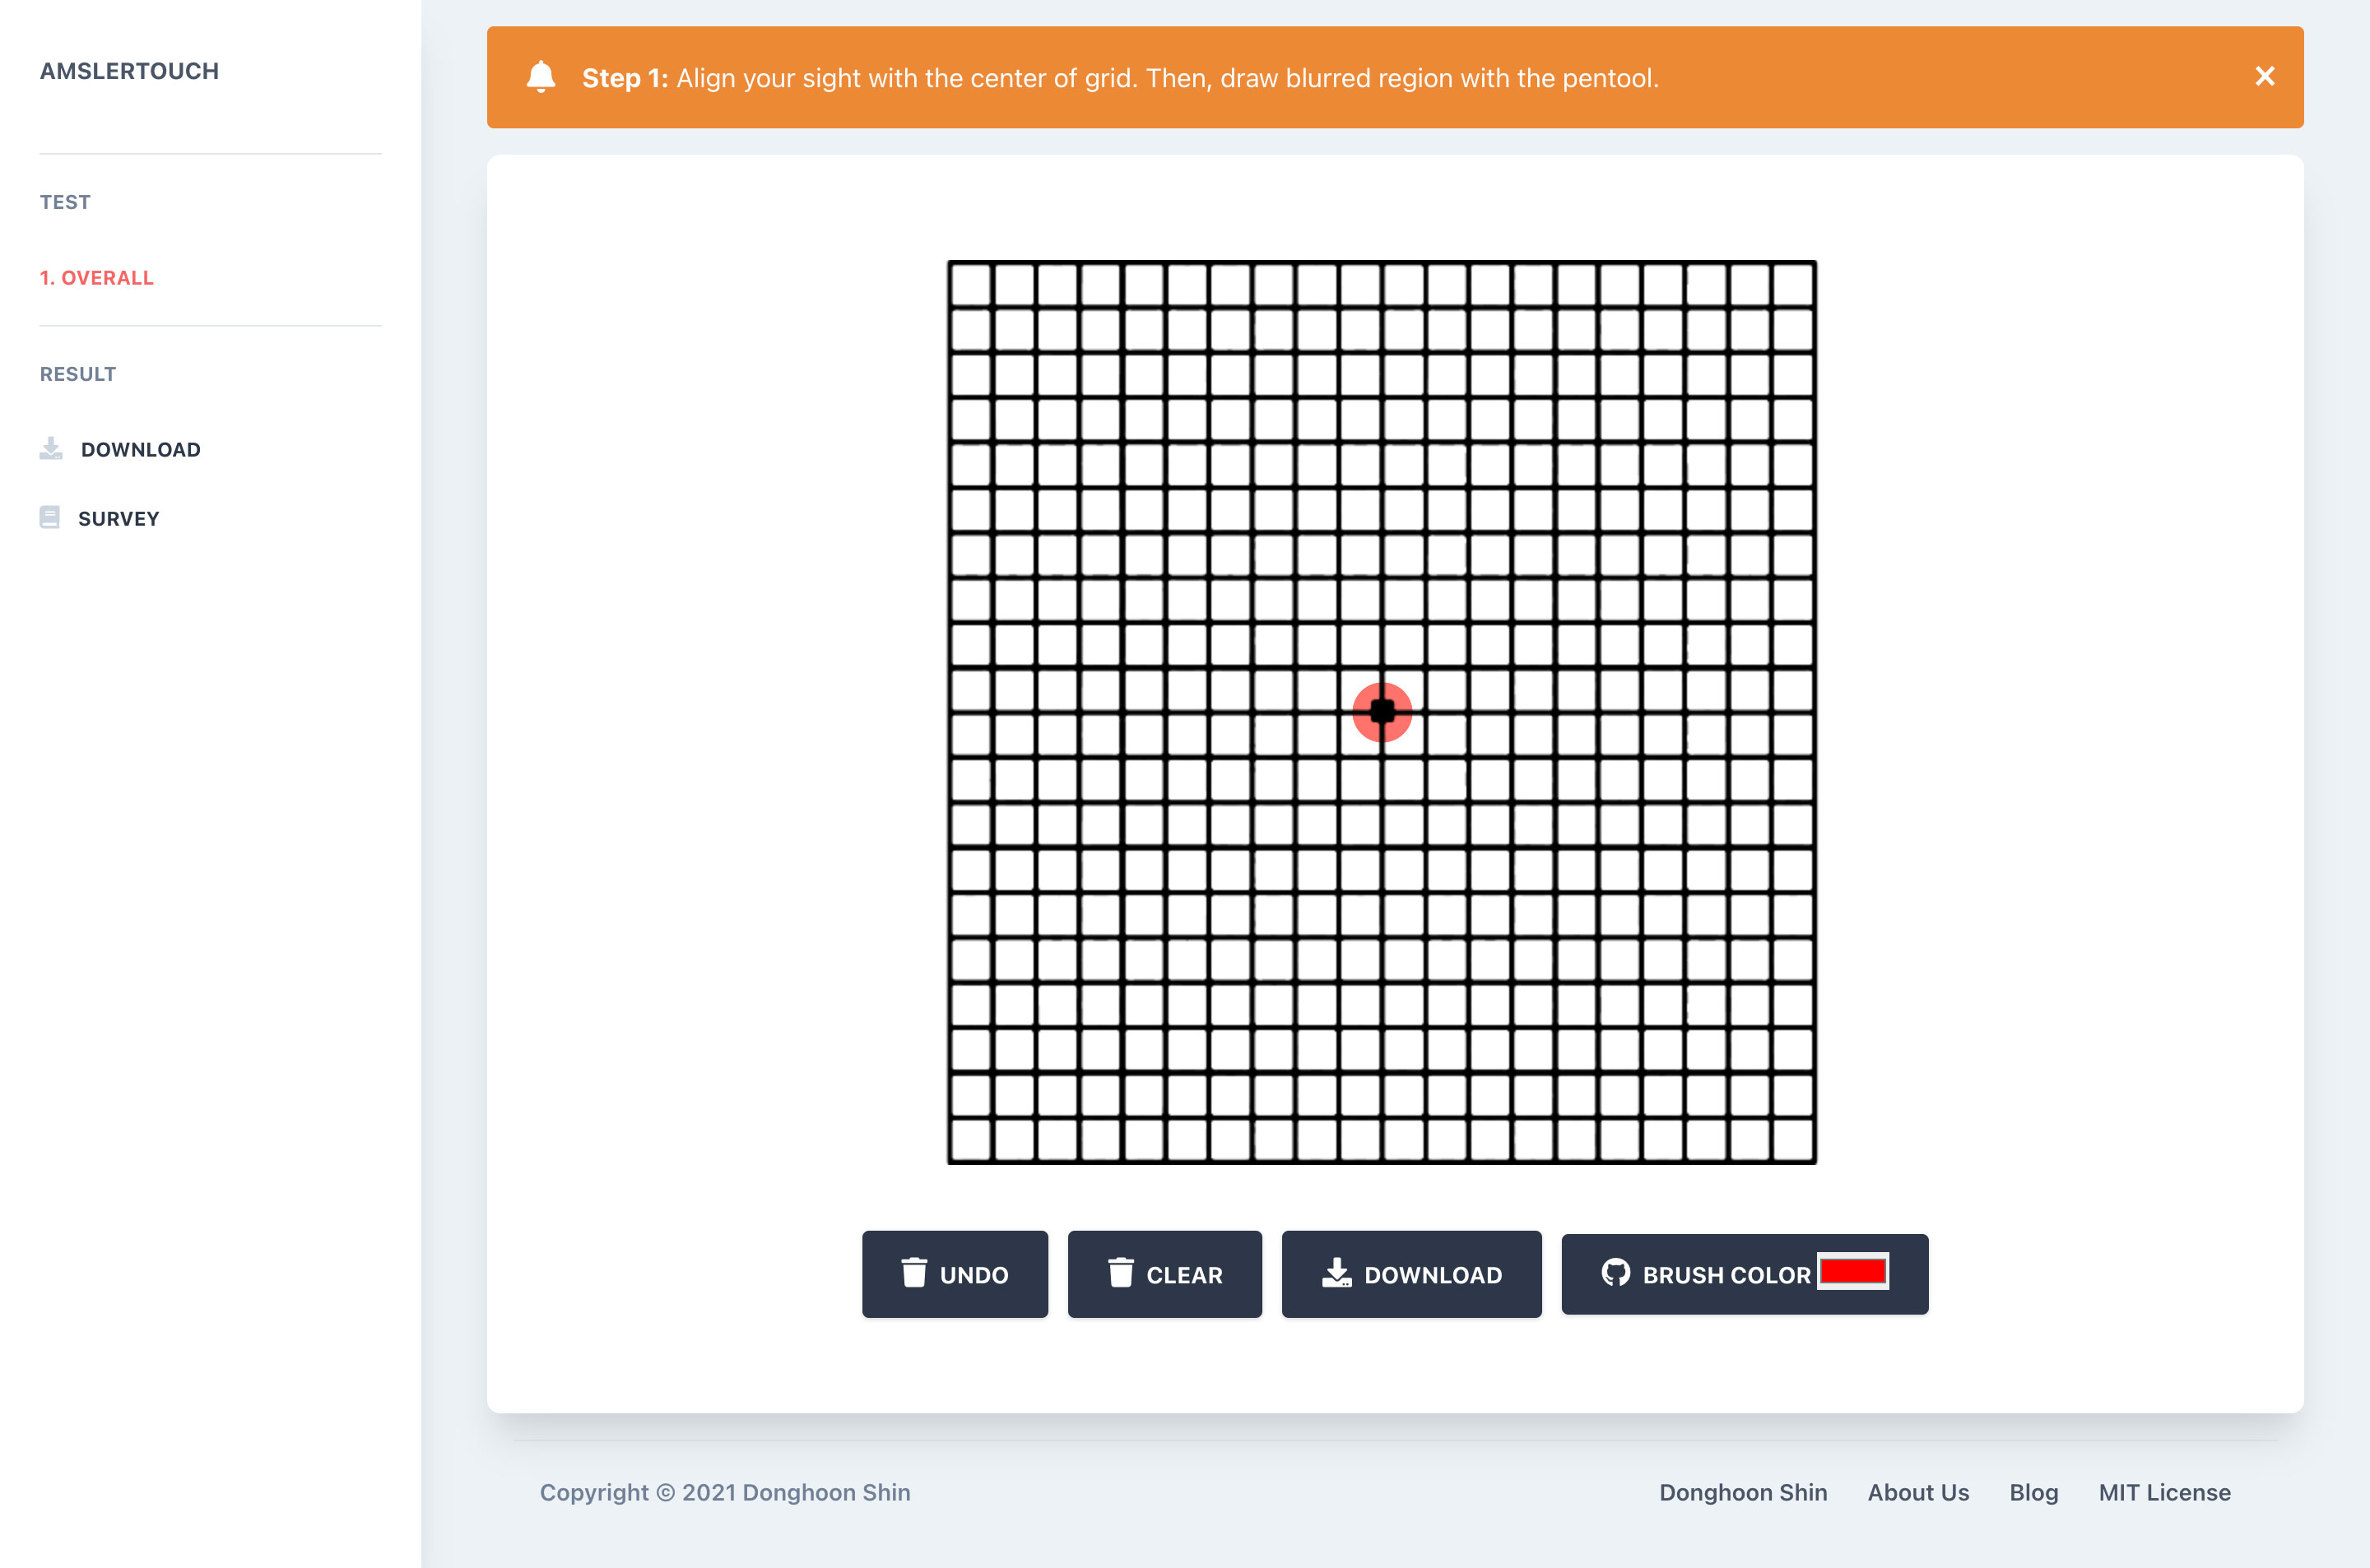 AMSLERTOUCH
TEST
1. OVERALL
RESULT
DOWNLOAD
SURVEY
Step 1: Align your sight with the center of grid. Then, draw blurred region with the pentool.
UNDO
CLEAR
DOWNLOAD
BRUSH COLOR
Copyright © 2021 Donghoon Shin
Donghoon Shin
About Us
Blog
MIT License